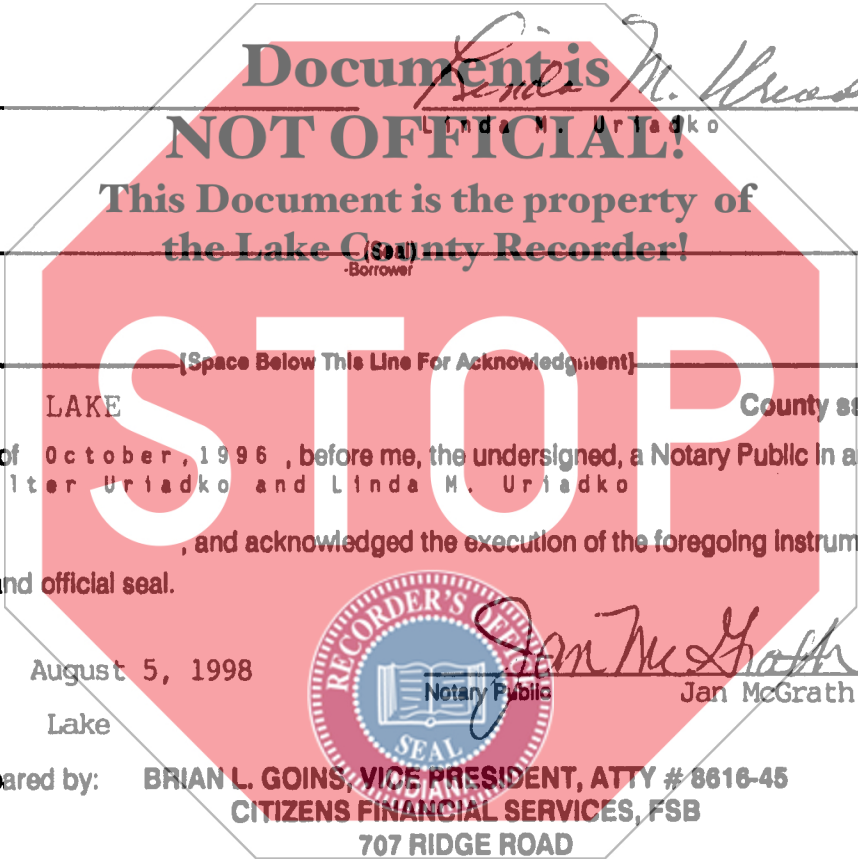 Document is
Linda M. Uriad
Linda M. Uriadko
NOT OFFICIAL!
This Document is the property of
the Lake County Recorder!
(Seal)
-Borrower
[Space Below This Line For Acknowledgment]
STOP
LAKE County ss
of October, 1996 , before me, the undersigned, a Notary Public in a
lter Uriadko and Linda M. Uriadko
, and acknowledged the execution of the foregoing instrum
nd official seal.
RECORDER'S OFFICE
SEAL
INDIANA
Jan McGrath
August 5, 1998
Notary Public Jan McGrath
Lake
ared by: BRIAN L. GOINS, VICE PRESIDENT, ATTY # 8616-45
CITIZENS FINANCIAL SERVICES, FSB
707 RIDGE ROAD